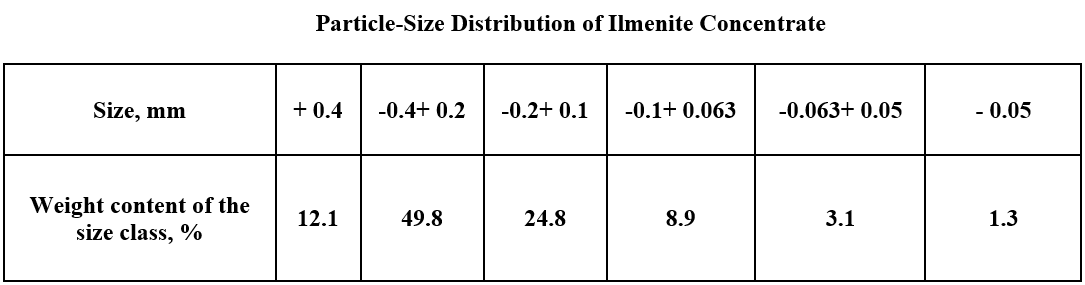 Particle-Size Distribution of Ilmenite Concentrate
Size, mm + 0.4 -0.4+ 0.2 -0.2+ 0.1 -0.1+ 0.063 -0.063+ 0.05 - 0.05
Weight content of the
size class, % 12.1 49.8 24.8 8.9 3.1 1.3